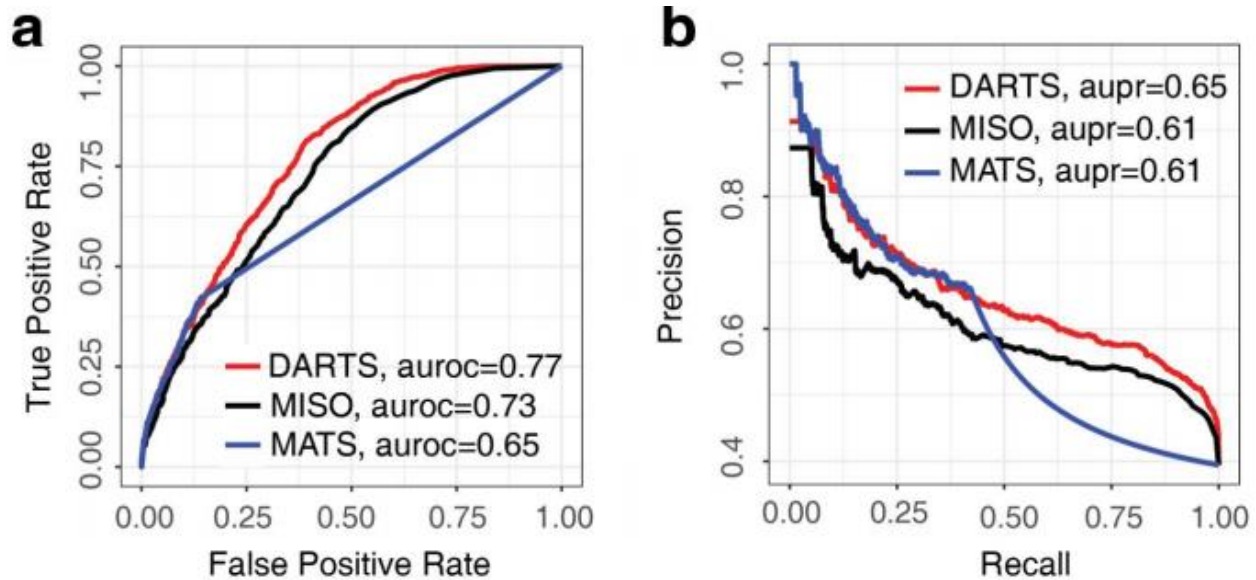 a
True Positive Rate
1.00
0.75
0.50
0.25
0.00
DARTS, auroc=0.77
MISO, auroc=0.73
MATS, auroc=0.65
0.00 0.25 0.50 0.75 1.00
False Positive Rate
b
Precision
1.0
0.8
0.6
0.4
DARTS, aupr=0.65
MISO, aupr=0.61
MATS, aupr=0.61
0.00 0.25 0.50 0.75 1.00
Recall